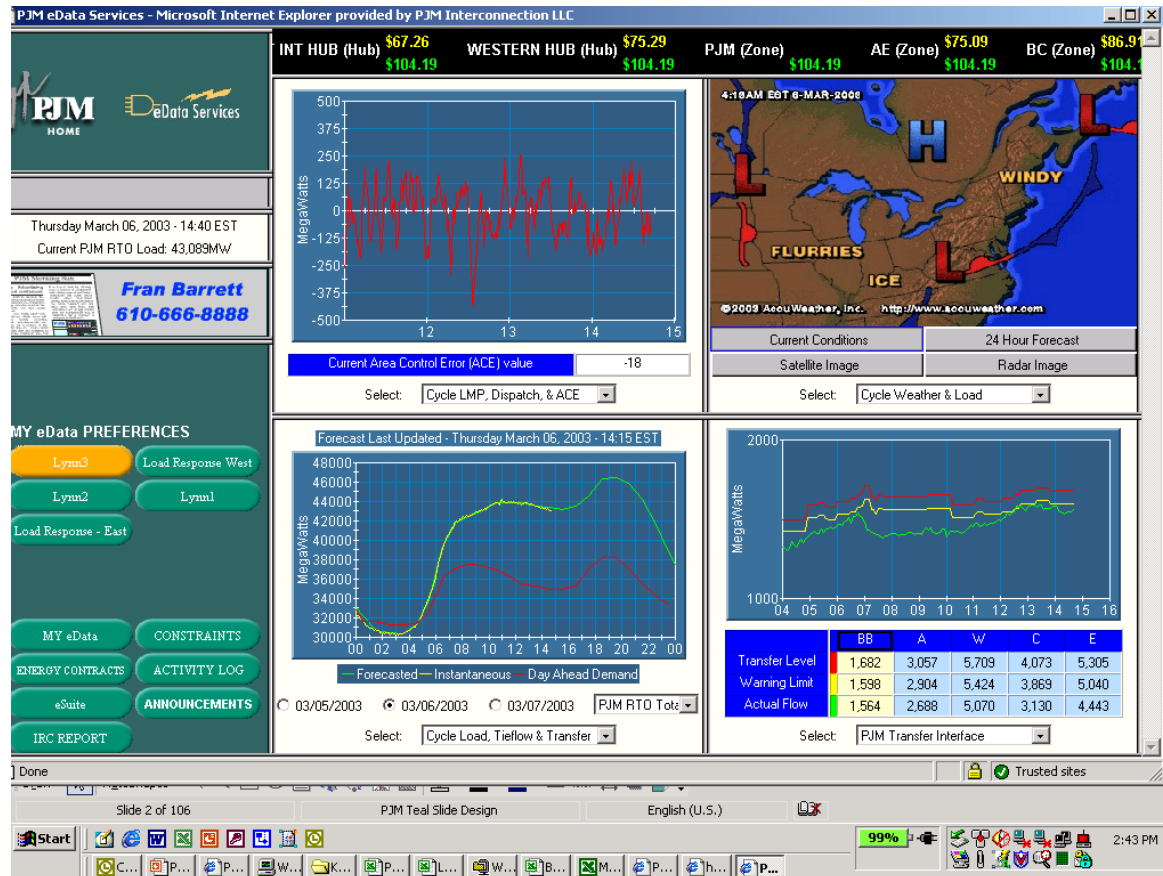 PJM eData Services - Microsoft Internet Explorer provided by PJM Interconnection LLC
INT HUB (Hub) $67.26 $104.19 WESTERN HUB (Hub) $75.29 $104.19 PJM (Zone) $104.19 AE (Zone) $75.09 $104.19 BC (Zone) $86.91 $104.1
PJM
HOME
eData Services
Thursday March 06, 2003 - 14:40 EST
Current PJM RTO Load: 43,089MW
Fran Barrett
610-666-8888
MY eData PREFERENCES
Lynn3 Load Response West
Lynn2 Lynn1
Load Response - East
MY eData CONSTRAINTS
ENERGY CONTRACTS ACTIVITY LOG
eSuite ANNOUNCEMENTS
IRC REPORT
MegaWatts
500
375
250
125
0
-125
-250
-375
-500
12 13 14 15
Current Area Control Error (ACE) value -18
Select: Cycle LMP, Dispatch, & ACE
4:18AM EST 6-MAR-2003
H
L
L
L
WINDY
FLURRIES
ICE
©2003 AccuWeather, Inc. http://www.accuweather.com
Current Conditions 24 Hour Forecast
Satellite Image Radar Image
Select: Cycle Weather & Load
Forecast Last Updated - Thursday March 06, 2003 - 14:15 EST
MegaWatts
48000
46000
44000
42000
40000
38000
36000
34000
32000
30000
00 02 04 06 08 10 12 14 16 18 20 22 00
Forecasted Instantaneous Day Ahead Demand
03/05/2003 03/06/2003 03/07/2003 PJM RTO Tota
Select: Cycle Load, Tieflow & Transfer
MegaWatts
2000
1000
04 05 06 07 08 09 10 11 12 13 14 15 16
BB A W C E
Transfer Level 1,682 3,057 5,709 4,073 5,305
Warning Limit 1,598 2,904 5,424 3,869 5,040
Actual Flow 1,564 2,688 5,070 3,130 4,443
Select: PJM Transfer Interface
Done Trusted sites
Slide 2 of 106 PJM Teal Slide Design English (U.S.)
Start 99% 2:43 PM
C... P... P... W... K... P... L... W... B... M... P... h... P...